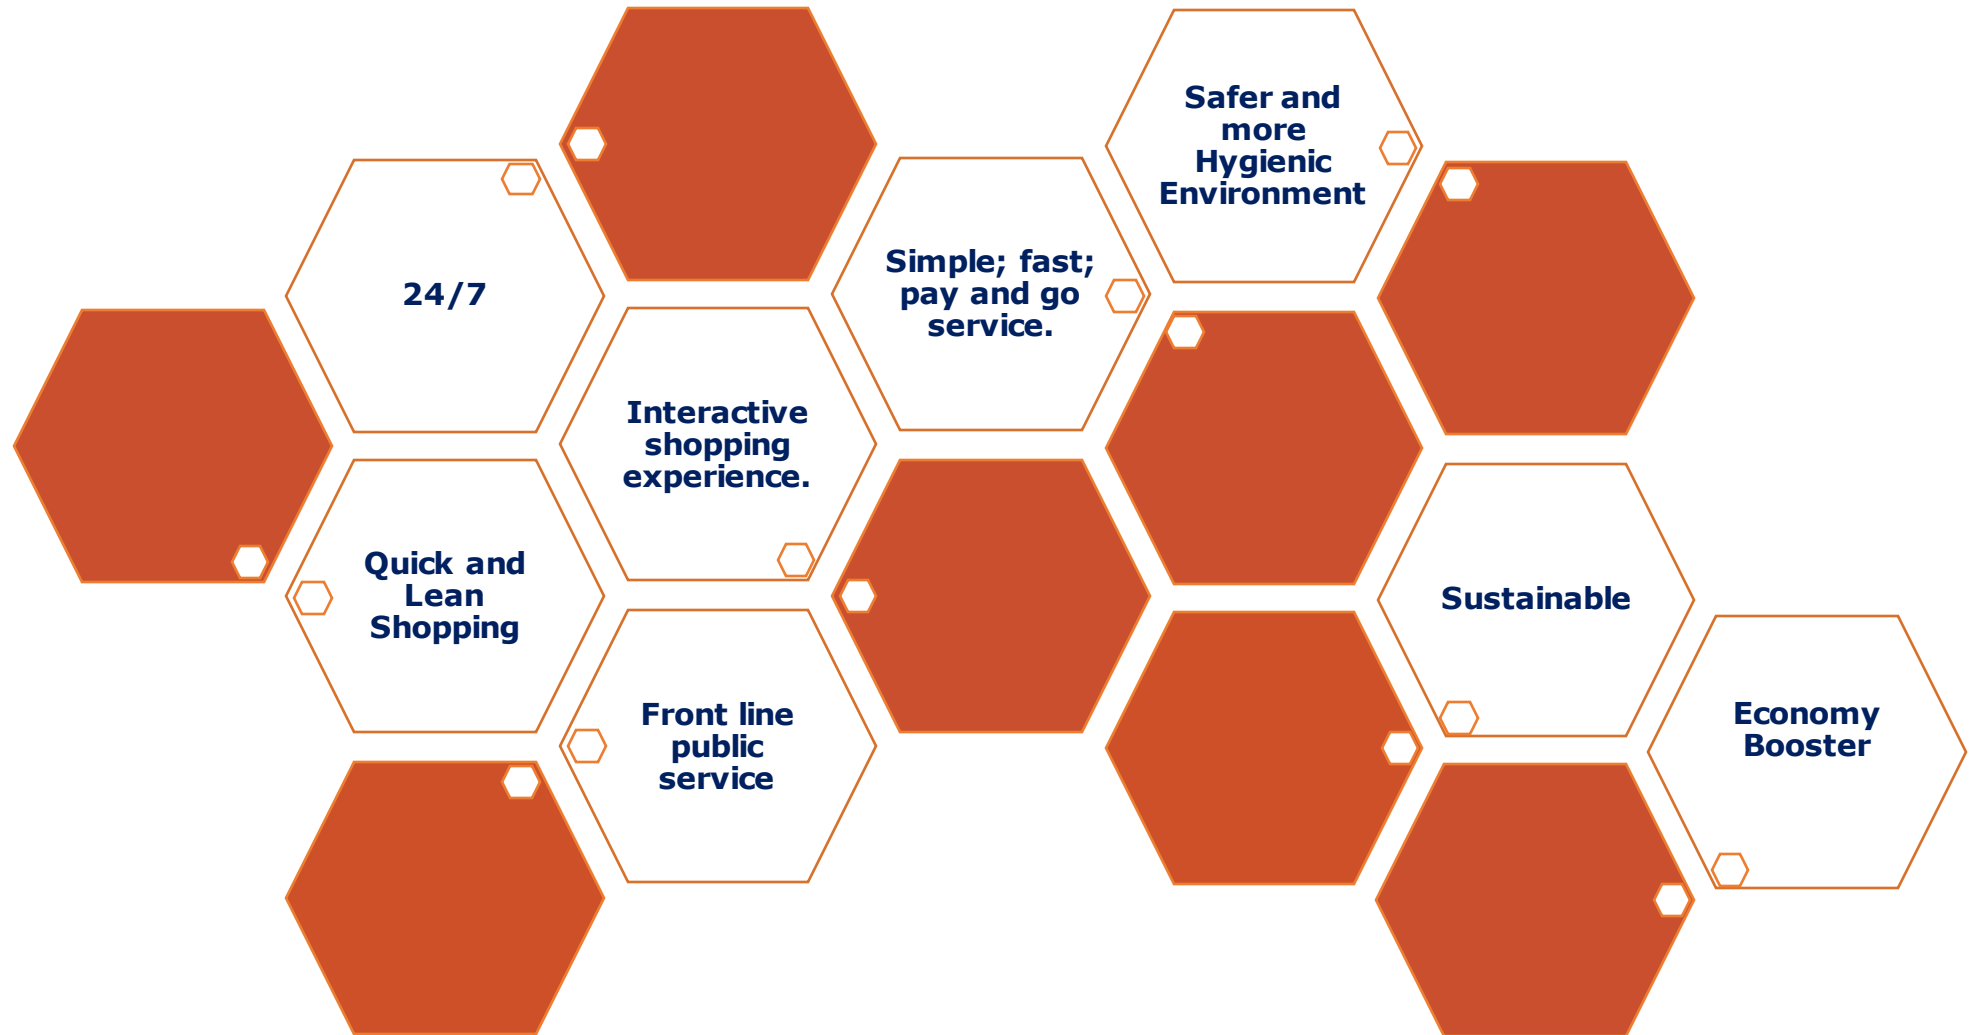 24/7
Quick and
Lean
Shopping
Interactive
shopping
experience.
Front line
public
service
Simple; fast;
pay and go
service.
Safer and
more
Hygienic
Environment
Sustainable
Economy
Booster